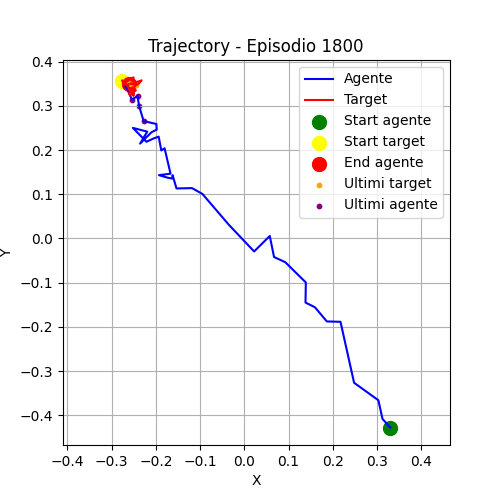 Trajectory - Episodio 1800
Agente
Target
Start agente
Start target
End agente
Ultimi target
Ultimi agente
0.4
0.3
0.2
0.1
0.0
−0.1
−0.2
−0.3
−0.4
Y
−0.4 −0.3 −0.2 −0.1 0.0 0.1 0.2 0.3 0.4
X